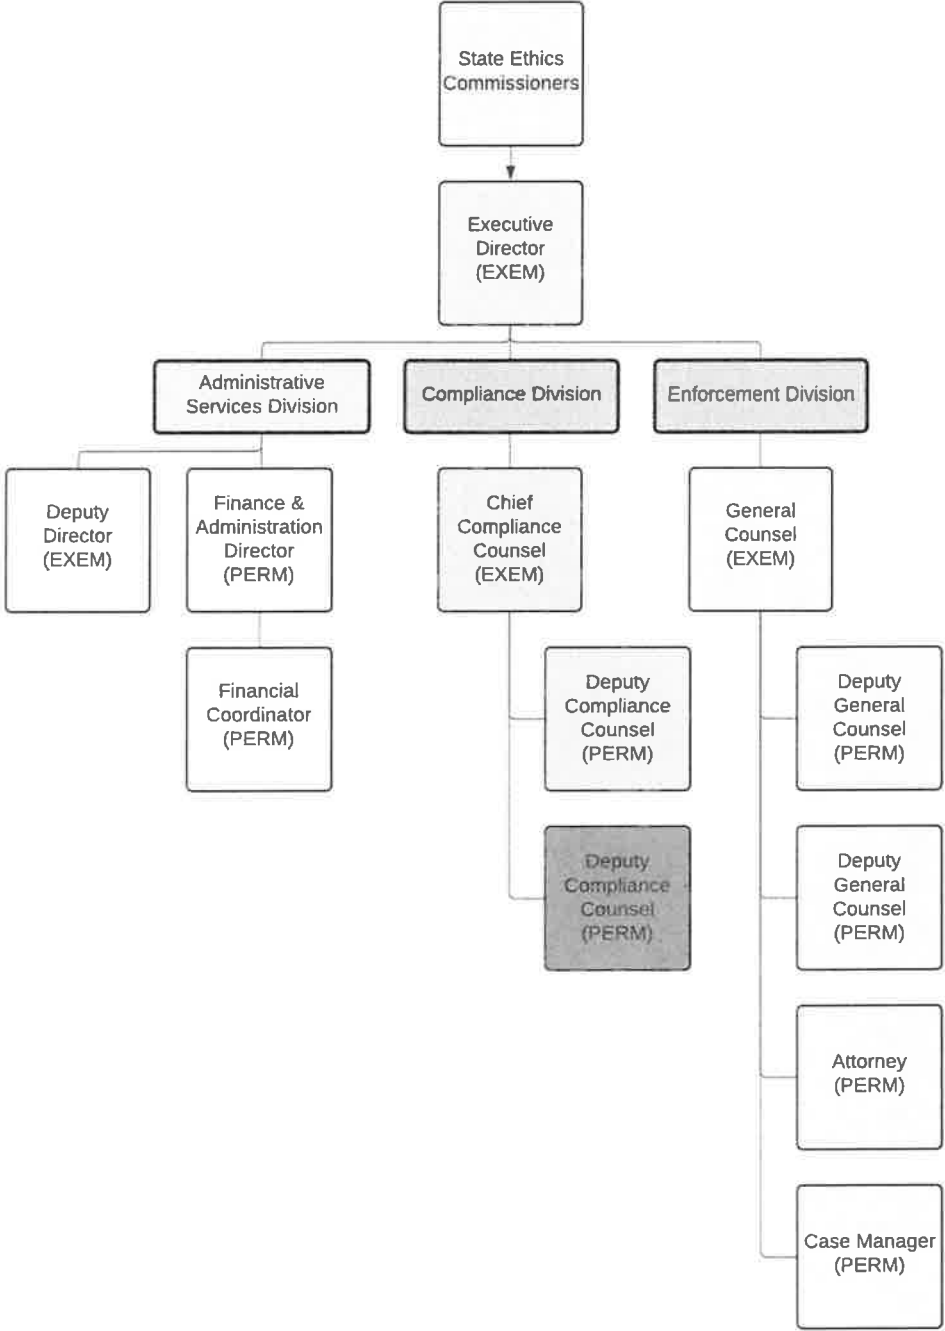 State Ethics
Commissioners
Executive
Director
(EXEM)
Administrative
Services Division
Compliance Division
Enforcement Division
Deputy
Director
(EXEM)
Finance &
Administration
Director
(PERM)
Chief
Compliance
Counsel
(EXEM)
General
Counsel
(EXEM)
Financial
Coordinator
(PERM)
Deputy
Compliance
Counsel
(PERM)
Deputy
General
Counsel
(PERM)
Deputy
Compliance
Counsel
(PERM)
Deputy
General
Counsel
(PERM)
Attorney
(PERM)
Case Manager
(PERM)